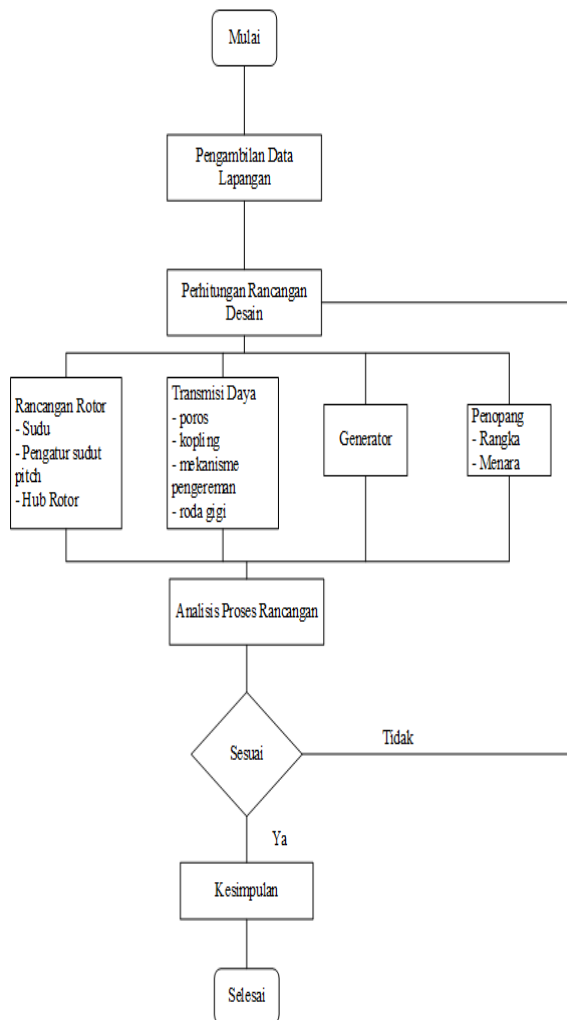 Mulai
Pengambilan Data
Lapangan
Perhitungan Rancangan
Desain
Rancangan Rotor
- Sudu
- Pengatur sudut
pitch
- Hub Rotor
Transmisi Daya
- poros
- kopling
- mekanisme
pengereman
- roda gigi
Generator
Penopang
- Rangka
- Menara
Analisis Proses Rancangan
Sesuai
Tidak
Ya
Kesimpulan
Selesai